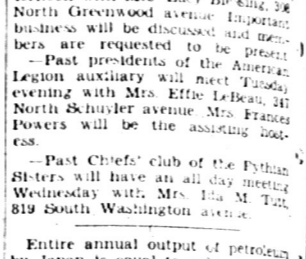 North Greenwood avenue Important
business will be discussed and mem-
bers are requested to be present
—Past presidents of the American
Legion auxiliary will meet Tuesday
evening with Mrs. Effie LeBeau, 341
North Schuyler avenue Mrs. Frances
Powers will be the assisting host-
ess.
—Past Chiefs' club of the Pythian
Sisters will have an all day meeting
Wednesday with Mrs. Ida M. Tutt,
819 South Washington avenue.
Entire annual output of petroleum